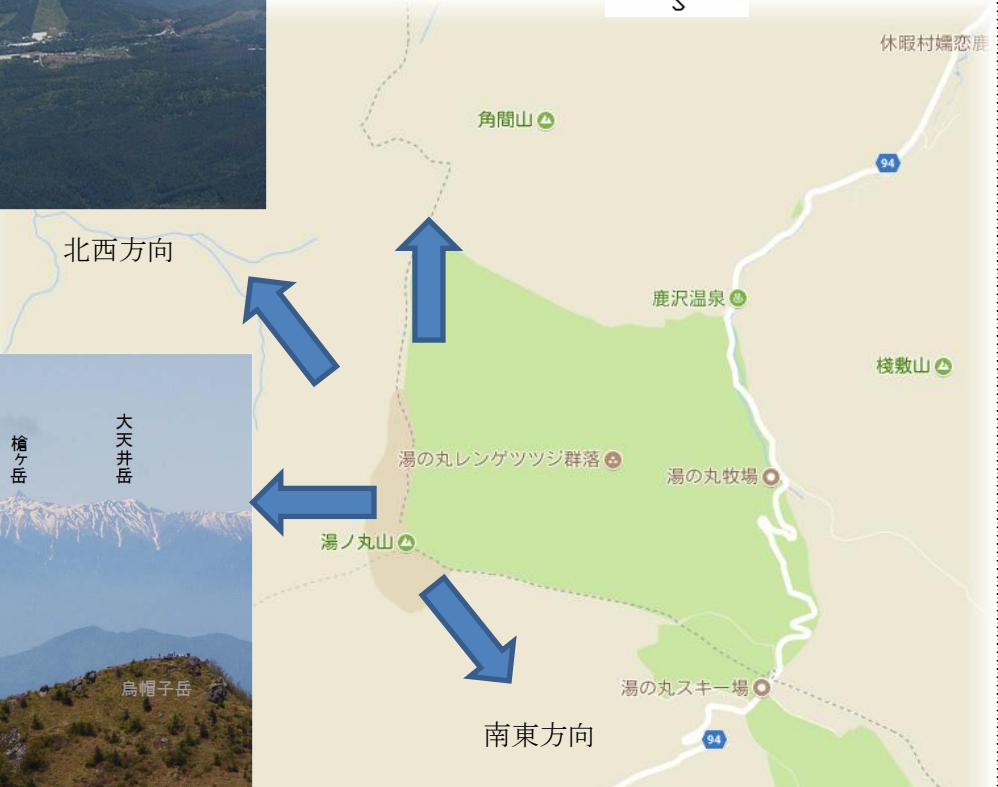 休暇村嬬恋鹿
角間山
94
北西方向
鹿沢温泉
棧敷山
槍ヶ岳
大天井岳
湯の丸レンゲツツジ群落
湯の丸牧場
湯ノ丸山
烏帽子岳
湯の丸スキー場
南東方向
94